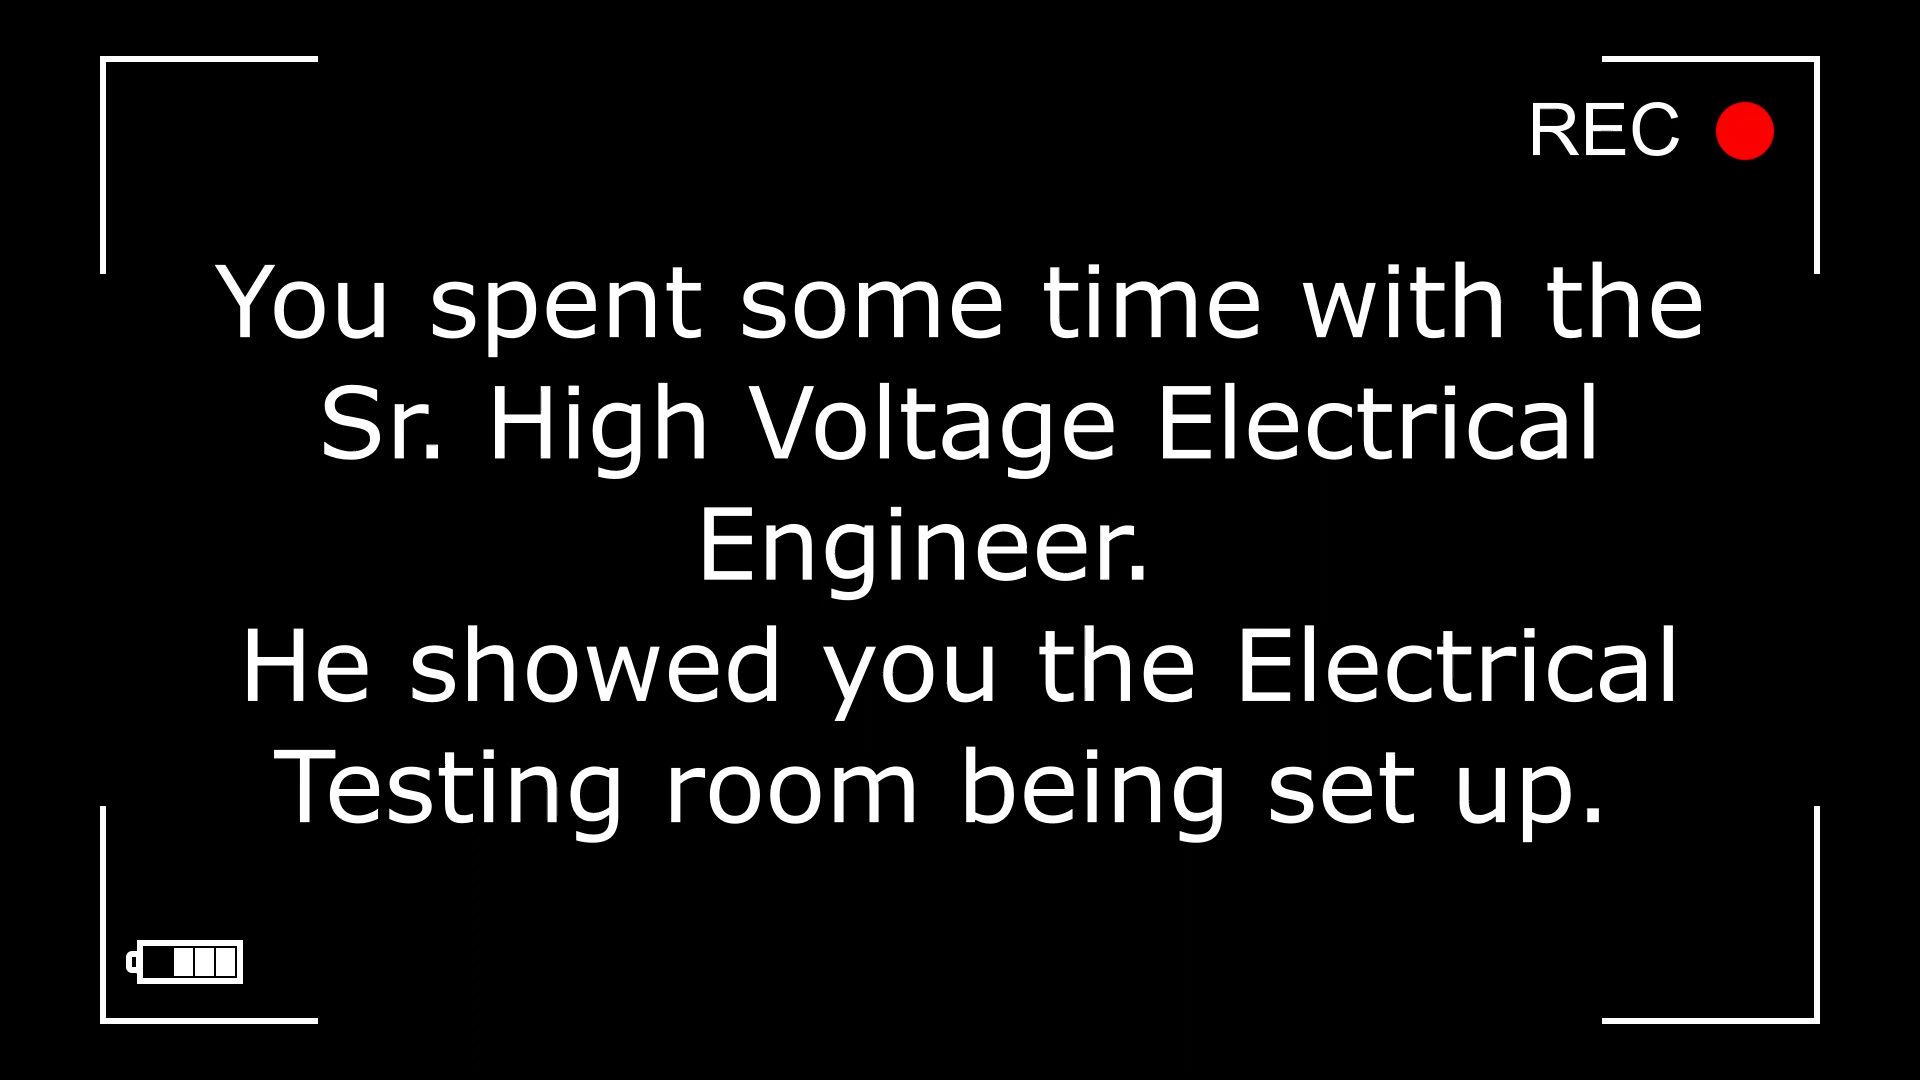 REC
You spent some time with the
Sr. High Voltage Electrical
Engineer.
He showed you the Electrical
Testing room being set up.